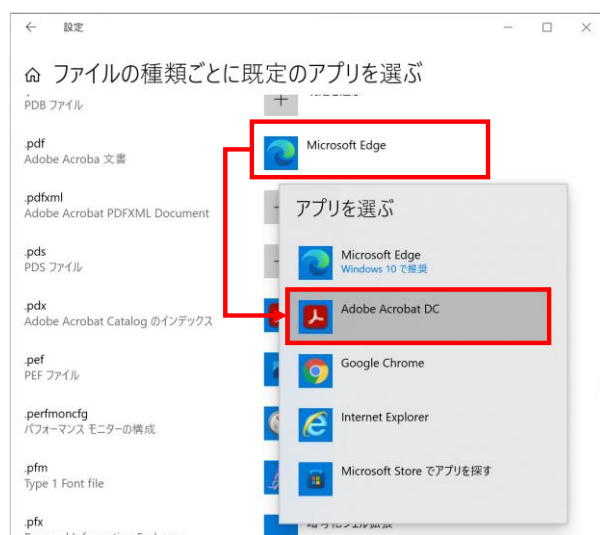 設定
ファイルの種類ごとに既定のアプリを選ぶ
PDB ファイル
.pdf
Adobe Acroba 文書
Microsoft Edge
.pdfxml
Adobe Acrobat PDFXML Document
.pds
PDS ファイル
.pdx
Adobe Acrobat Catalog のインデックス
.pef
PEF ファイル
.perfmoncfg
パフォーマンス モニターの構成
.pfm
Type 1 Font file
.pfx
アプリを選ぶ
Microsoft Edge
Windows 10 で推奨
Adobe Acrobat DC
Google Chrome
Internet Explorer
Microsoft Store でアプリを探す